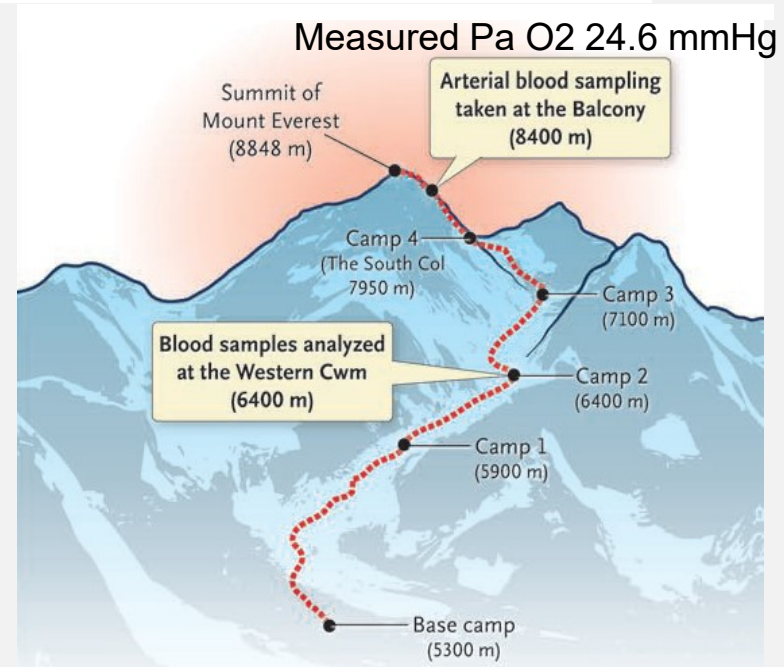 Measured Pa O2 24.6 mmHg
Summit of
Mount Everest
(8848 m)
Arterial blood sampling
taken at the Balcony
(8400 m)
Camp 4
(The South Col
7950 m)
Camp 3
(7100 m)
Blood samples analyzed
at the Western Cwm
(6400 m)
Camp 2
(6400 m)
Camp 1
(5900 m)
Base camp
(5300 m)